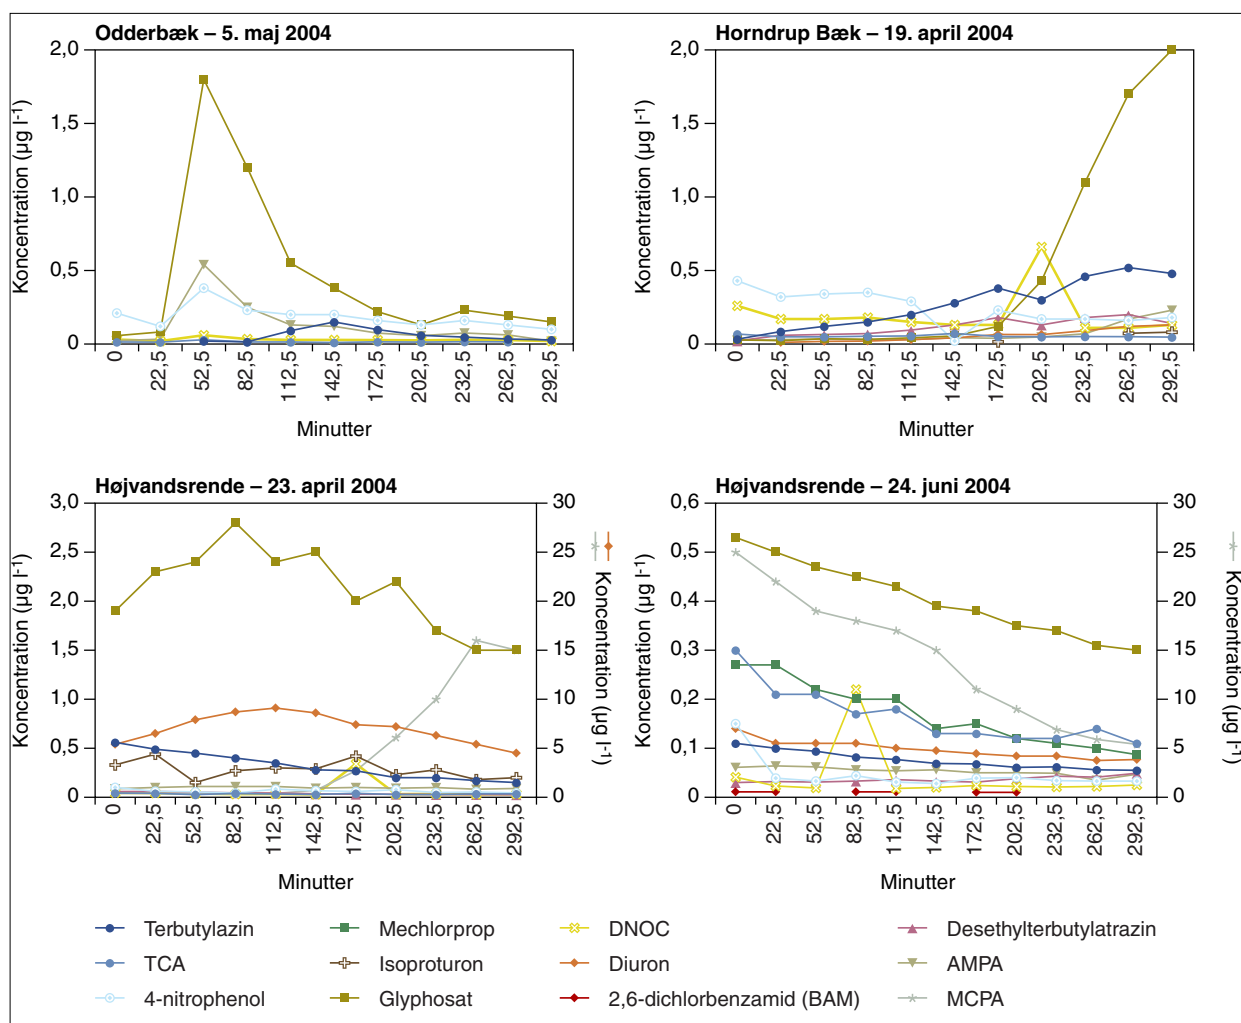 Odderbæk – 5. maj 2004
Koncentration (µg l-1)
2,0
1,5
1,0
0,5
0
0 22,5 52,5 82,5 112,5 142,5 172,5 202,5 232,5 262,5 292,5
Minutter
Horndrup Bæk – 19. april 2004
Koncentration (µg l-1)
2,0
1,5
1,0
0,5
0
0 22,5 52,5 82,5 112,5 142,5 172,5 202,5 232,5 262,5 292,5
Minutter
Højvandsrende – 23. april 2004
Koncentration (µg l-1)
3,0
2,5
2,0
1,5
1,0
0,5
0
30
25
20
15
10
5
0
Koncentration (µg l-1)
0 22,5 52,5 82,5 112,5 142,5 172,5 202,5 232,5 262,5 292,5
Minutter
Højvandsrende – 24. juni 2004
Koncentration (µg l-1)
0,6
0,5
0,4
0,3
0,2
0,1
0
30
25
20
15
10
5
0
Koncentration (µg l-1)
0 22,5 52,5 82,5 112,5 142,5 172,5 202,5 232,5 262,5 292,5
Minutter
Terbutylazin Mechlorprop DNOC Desethylterbutylatrazin
TCA Isoproturon Diuron AMPA
4-nitrophenol Glyphosat 2,6-dichlorbenzamid (BAM) MCPA